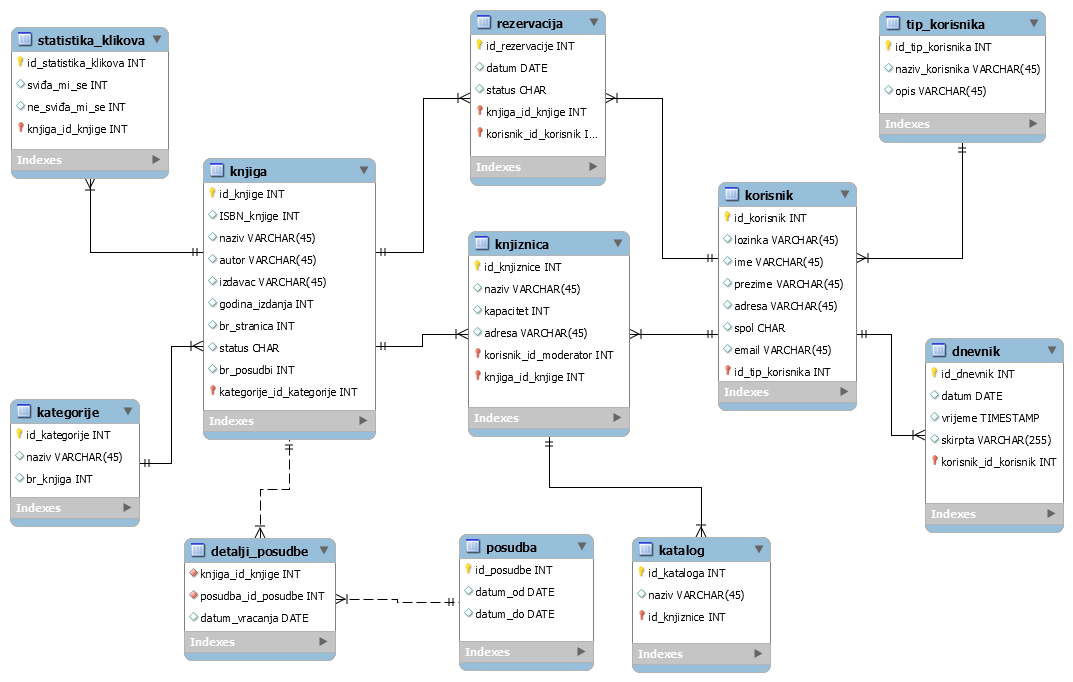 statistika_klikova
id_statistika_klikova INT
sviđa_mi_se INT
ne_sviđa_mi_se INT
knjiga_id_knjige INT
Indexes
rezervacija
id_rezervacije INT
datum DATE
status CHAR
knjiga_id_knjige INT
korisnik_id_korisnik I...
Indexes
tip_korisnika
id_tip_korisnika INT
naziv_korisnika VARCHAR(45)
opis VARCHAR(45)
Indexes
knjiga
id_knjige INT
ISBN_knjige INT
naziv VARCHAR(45)
autor VARCHAR(45)
izdavac VARCHAR(45)
godina_izdanja INT
br_stranica INT
status CHAR
br_posudbi INT
kategorije_id_kategorije INT
Indexes
knjiznica
id_knjiznice INT
naziv VARCHAR(45)
kapacitet INT
adresa VARCHAR(45)
korisnik_id_moderator INT
knjiga_id_knjige INT
Indexes
korisnik
id_korisnik INT
lozinka VARCHAR(45)
ime VARCHAR(45)
prezime VARCHAR(45)
adresa VARCHAR(45)
spol CHAR
email VARCHAR(45)
id_tip_korisnika INT
Indexes
dnevnik
id_dnevnik INT
datum DATE
vrijeme TIMESTAMP
skirpta VARCHAR(255)
korisnik_id_korisnik INT
Indexes
kategorije
id_kategorije INT
naziv VARCHAR(45)
br_knjiga INT
Indexes
detalji_posudbe
knjiga_id_knjige INT
posudba_id_posudbe INT
datum_vracanja DATE
Indexes
posudba
id_posudbe INT
datum_od DATE
datum_do DATE
Indexes
katalog
id_kataloga INT
naziv VARCHAR(45)
id_knjiznice INT
Indexes